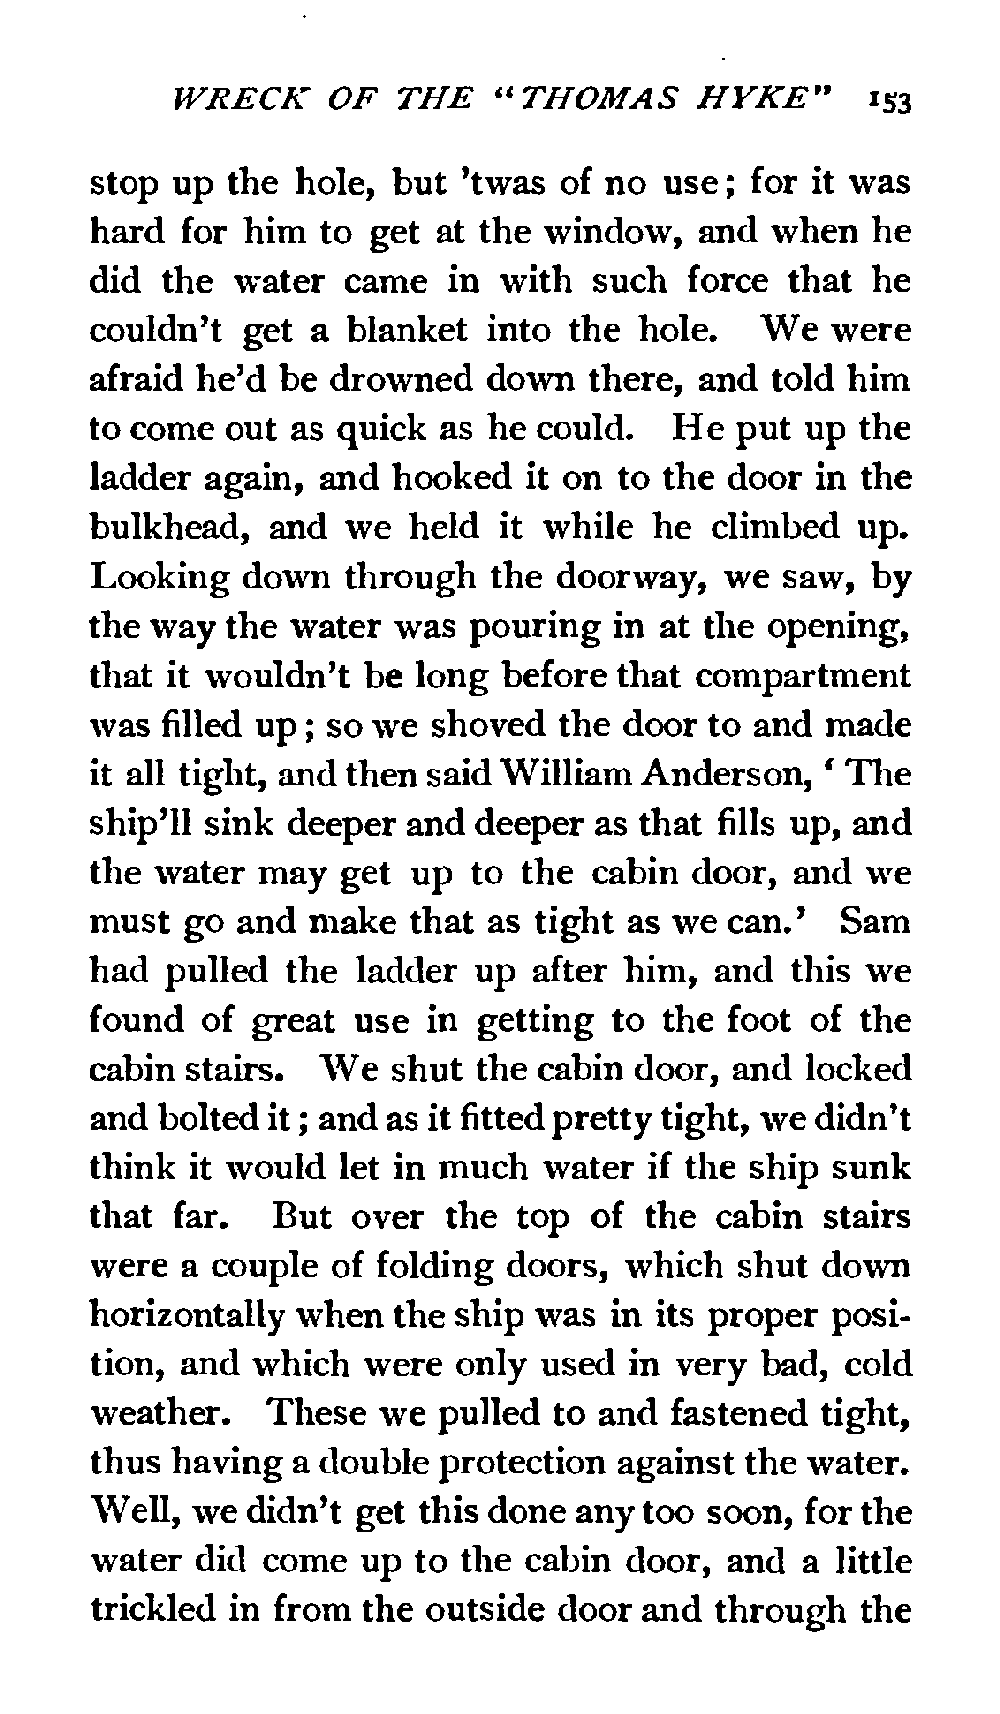 WRECK OF THE "THOMAS HYKE" 153
stop up the hole, but 'twas of no use; for it was
hard for him to get at the window, and when he
did the water came in with such force that he
couldn't get a blanket into the hole. We were
afraid he'd be drowned down there, and told him
to come out as quick as he could. He put up the
ladder again, and hooked it on to the door in the
bulkhead, and we held it while he climbed up.
Looking down through the doorway, we saw, by
the way the water was pouring in at the opening,
that it wouldn't be long before that compartment
was filled up; so we shoved the door to and made
it all tight, and then said William Anderson, 'The
ship'll sink deeper and deeper as that fills up, and
the water may get up to the cabin door, and we
must go and make that as tight as we can.' Sam
had pulled the ladder up after him, and this we
found of great use in getting to the foot of the
cabin stairs. We shut the cabin door, and locked
and bolted it; and as it fitted pretty tight, we didn't
think it would let in much water if the ship sunk
that far. But over the top of the cabin stairs
were a couple of folding doors, which shut down
horizontally when the ship was in its proper posi-
tion, and which were only used in very bad, cold
weather. These we pulled to and fastened tight,
thus having a double protection against the water.
Well, we didn't get this done any too soon, for the
water did come up to the cabin door, and a little
trickled in from the outside door and through the